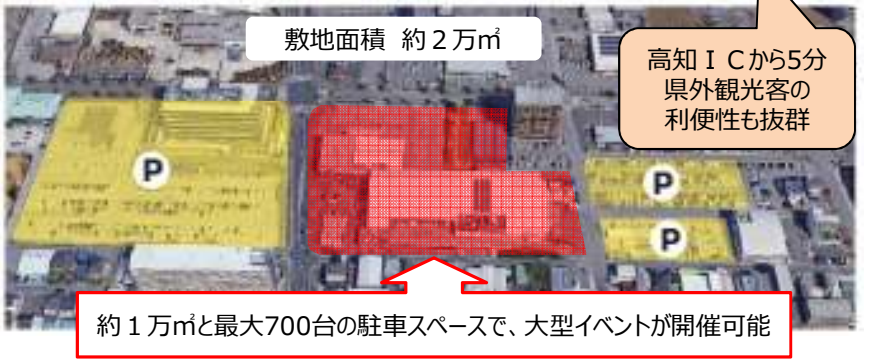 敷地面積 約２万㎡
高知ＩＣから5分
県外観光客の
利便性も抜群
P
P
P
約１万㎡と最大700台の駐車スペースで、大型イベントが開催可能